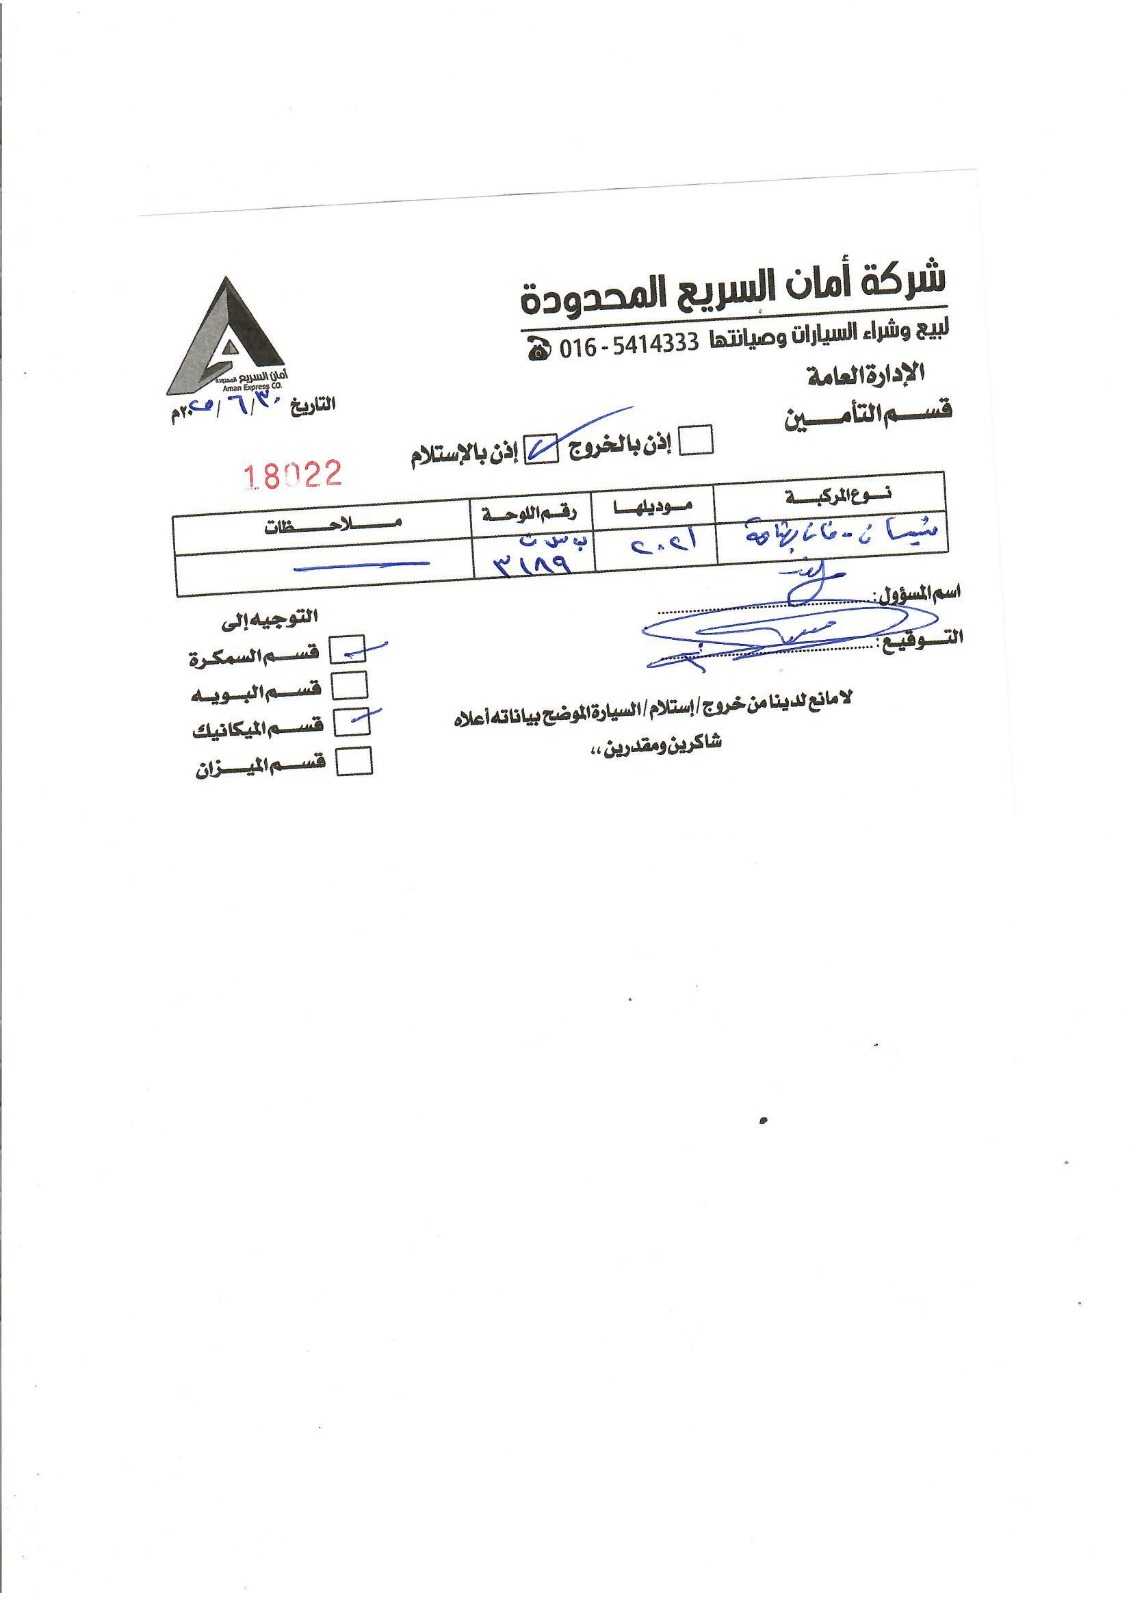 شركة أمان السريع المحدودة
لبيع وشراء السيارات وصيانتها 016 - 5414333
الإدارة العامة
قسم التأمين
أمان السريع المحدودة
Aman Express CO.
التاريخ ٣٠/٦/٢٠٢٥م
إذن بالخروج إذن بالإستلام
18022
نوع المركبة موديلها رقم اللوحة ملاحظات
نيسان - فان بضاعة ٢٠٢١ ب س ت ٣١٨٩
اسم المسؤول:
التوقيع:
التوجيه إلى
قسم السمكرة
قسم البويه
قسم الميكانيك
قسم الميزان
لا مانع لدينا من خروج/إستلام/السيارة الموضح بياناته أعلاه
شاكرين ومقدرين،،